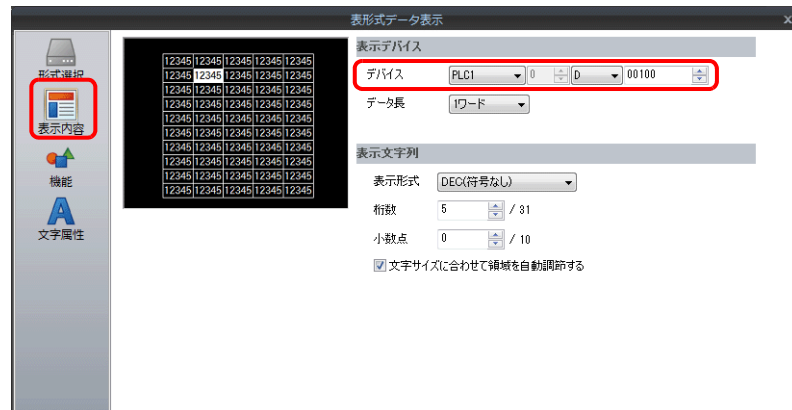 表形式データ表示
x
形式選択
表示内容
機能
文字属性
12345 12345 12345 12345 12345
12345 12345 12345 12345 12345
12345 12345 12345 12345 12345
12345 12345 12345 12345 12345
12345 12345 12345 12345 12345
12345 12345 12345 12345 12345
12345 12345 12345 12345 12345
12345 12345 12345 12345 12345
12345 12345 12345 12345 12345
12345 12345 12345 12345 12345
表示デバイス
デバイス PLC1 0 D 00100
データ長 1ワード
表示文字列
表示形式 DEC(符号なし)
桁数 5 / 31
小数点 0 / 10
文字サイズに合わせて領域を自動調節する